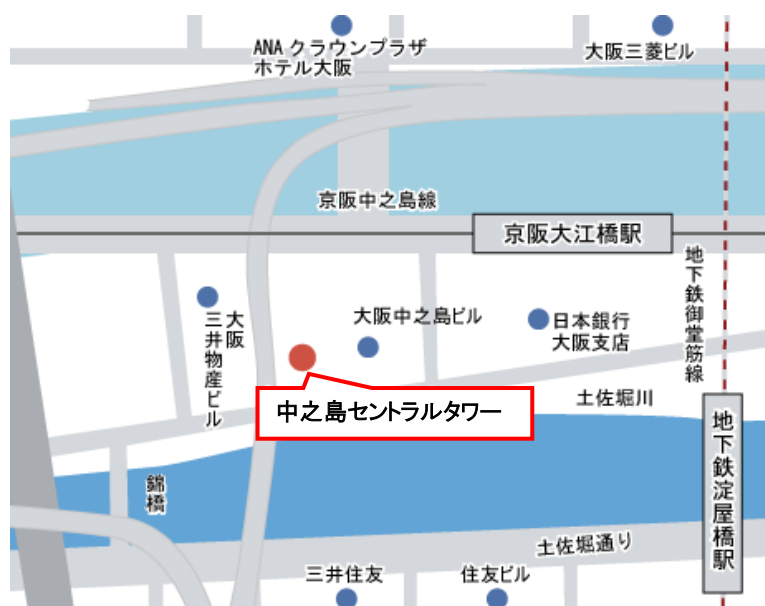 ANA クラウンプラザ
ホテル大阪
大阪三菱ビル
京阪中之島線
京阪大江橋駅
地下鉄御堂筋線
大阪
三井物産ビル
大阪中之島ビル
日本銀行
大阪支店
中之島セントラルタワー
土佐堀川
地下鉄淀屋橋駅
錦橋
土佐堀通り
三井住友
住友ビル